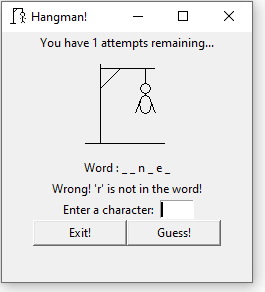 Hangman!
You have 1 attempts remaining...
Word : _ _ n _ e _
Wrong! 'r' is not in the word!
Enter a character:
Exit! Guess!